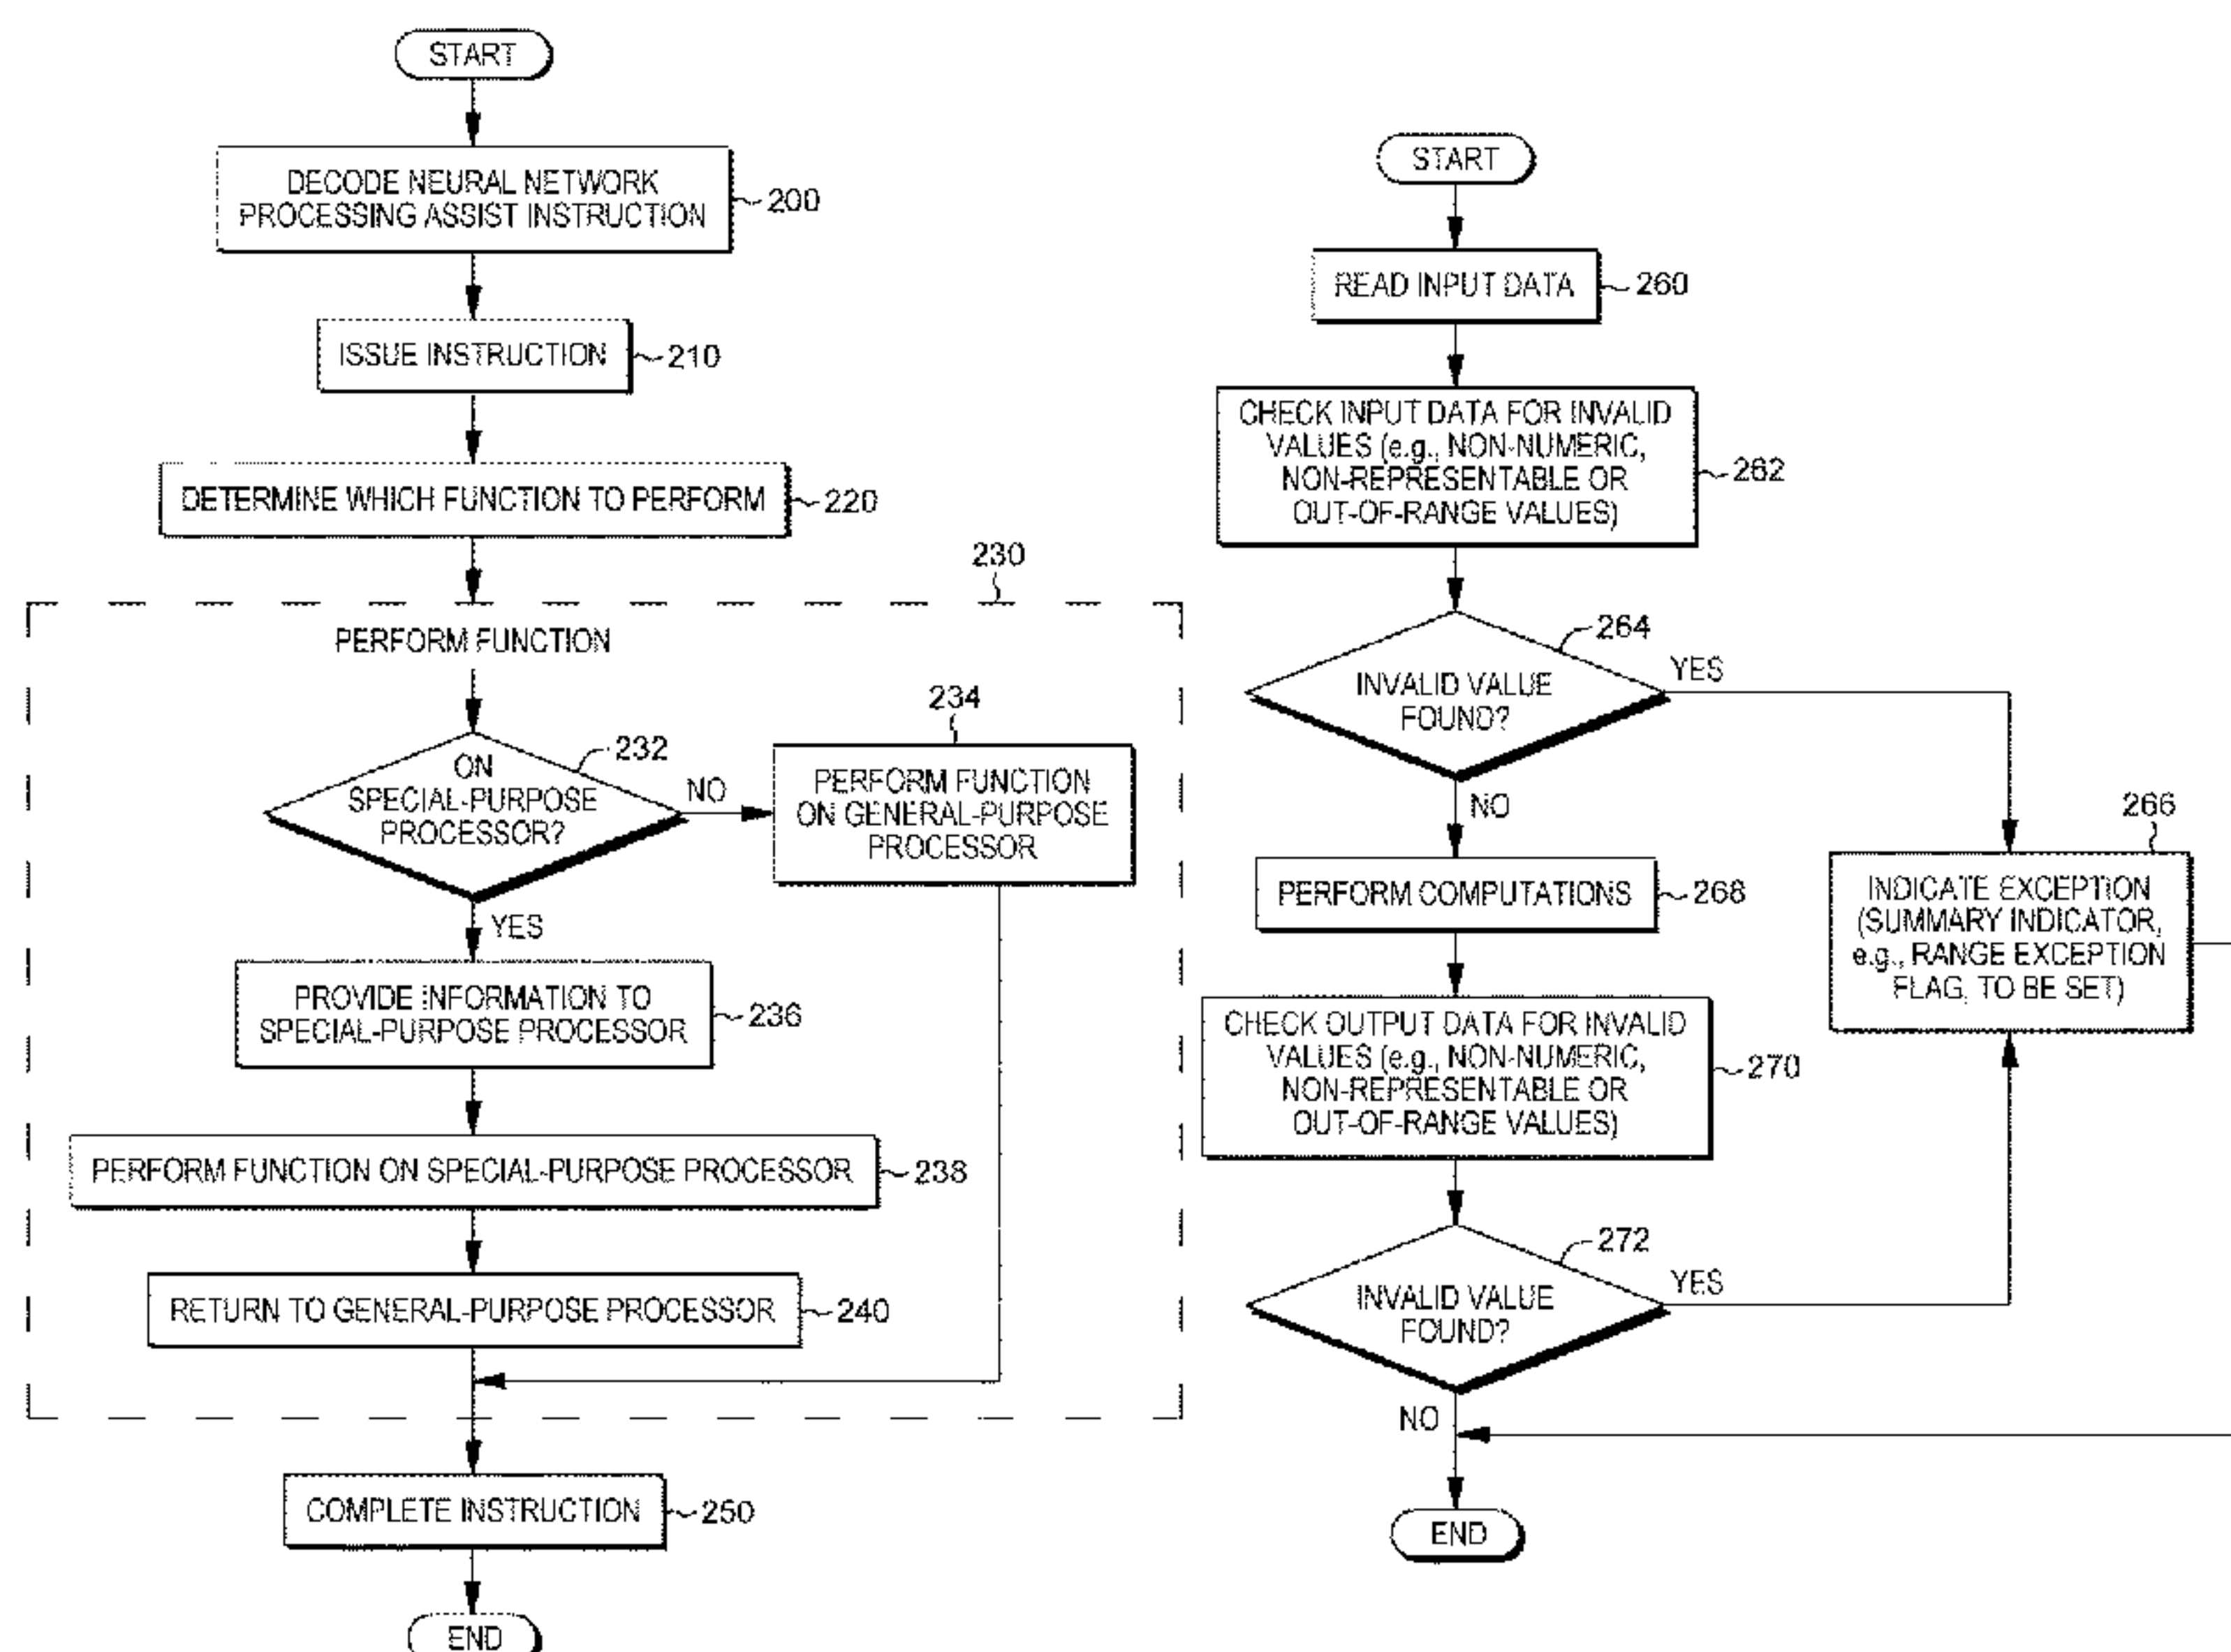 START
DECODE NEURAL NETWORK
PROCESSING ASSIST INSTRUCTION
200
ISSUE INSTRUCTION
210
DETERMINE WHICH FUNCTION TO PERFORM
220
230
PERFORM FUNCTION
232
ON
SPECIAL-PURPOSE
PROCESSOR?
NO
234
PERFORM FUNCTION
ON GENERAL-PURPOSE
PROCESSOR
YES
PROVIDE INFORMATION TO
SPECIAL-PURPOSE PROCESSOR
236
PERFORM FUNCTION ON SPECIAL-PURPOSE PROCESSOR
238
RETURN TO GENERAL-PURPOSE PROCESSOR
240
COMPLETE INSTRUCTION
250
END
START
READ INPUT DATA
260
CHECK INPUT DATA FOR INVALID
VALUES (e.g., NON-NUMERIC,
NON-REPRESENTABLE OR
OUT-OF-RANGE VALUES)
262
264
INVALID VALUE
FOUND?
YES
NO
266
INDICATE EXCEPTION
(SUMMARY INDICATOR,
e.g., RANGE EXCEPTION
FLAG, TO BE SET)
PERFORM COMPUTATIONS
268
CHECK OUTPUT DATA FOR INVALID
VALUES (e.g., NON-NUMERIC,
NON-REPRESENTABLE OR
OUT-OF-RANGE VALUES)
270
272
INVALID VALUE
FOUND?
YES
NO
END